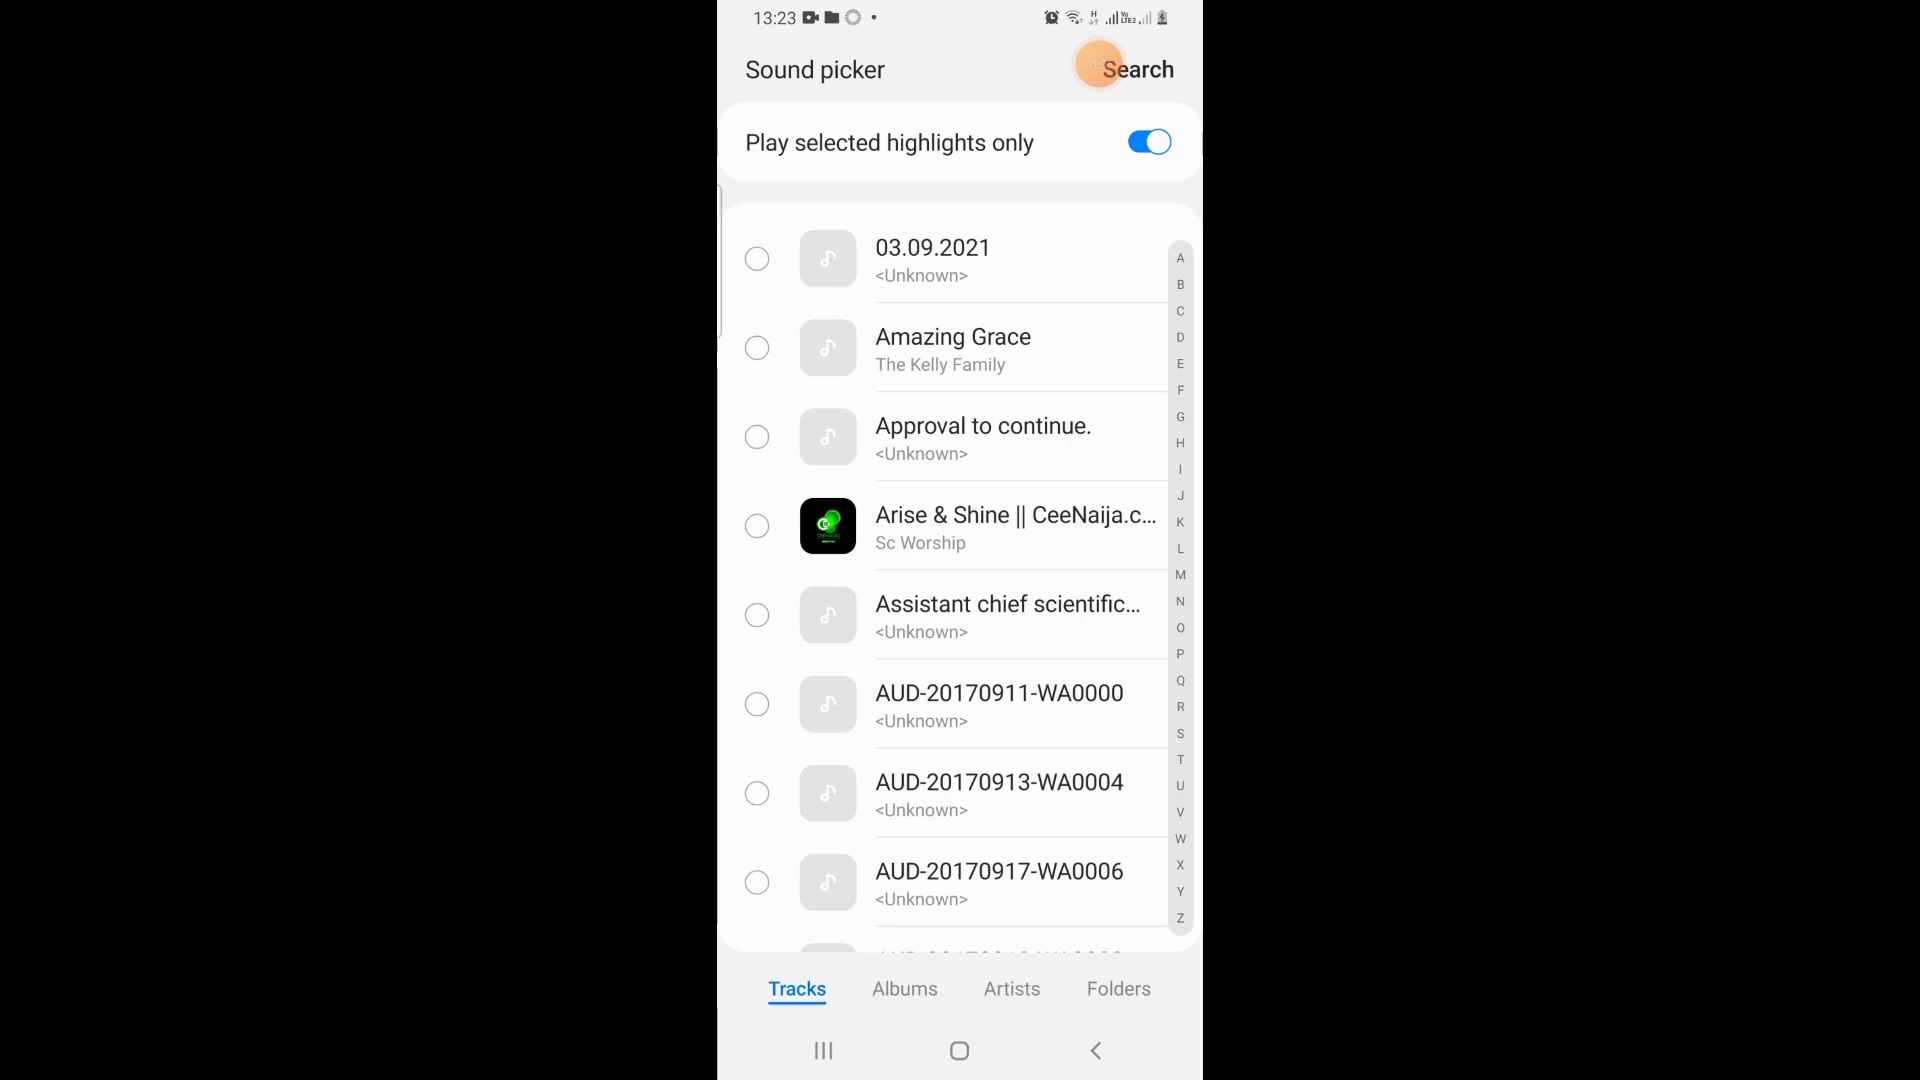 13:23
Sound picker
Search
Play selected highlights only
03.09.2021
<Unknown>
Amazing Grace
The Kelly Family
Approval to continue.
<Unknown>
Arise & Shine || CeeNaija.c...
Sc Worship
Assistant chief scientific...
<Unknown>
AUD-20170911-WA0000
<Unknown>
AUD-20170913-WA0004
<Unknown>
AUD-20170917-WA0006
<Unknown>
A
B
C
D
E
F
G
H
I
J
K
L
M
N
O
P
Q
R
S
T
U
V
W
X
Y
Z
Tracks
Albums
Artists
Folders